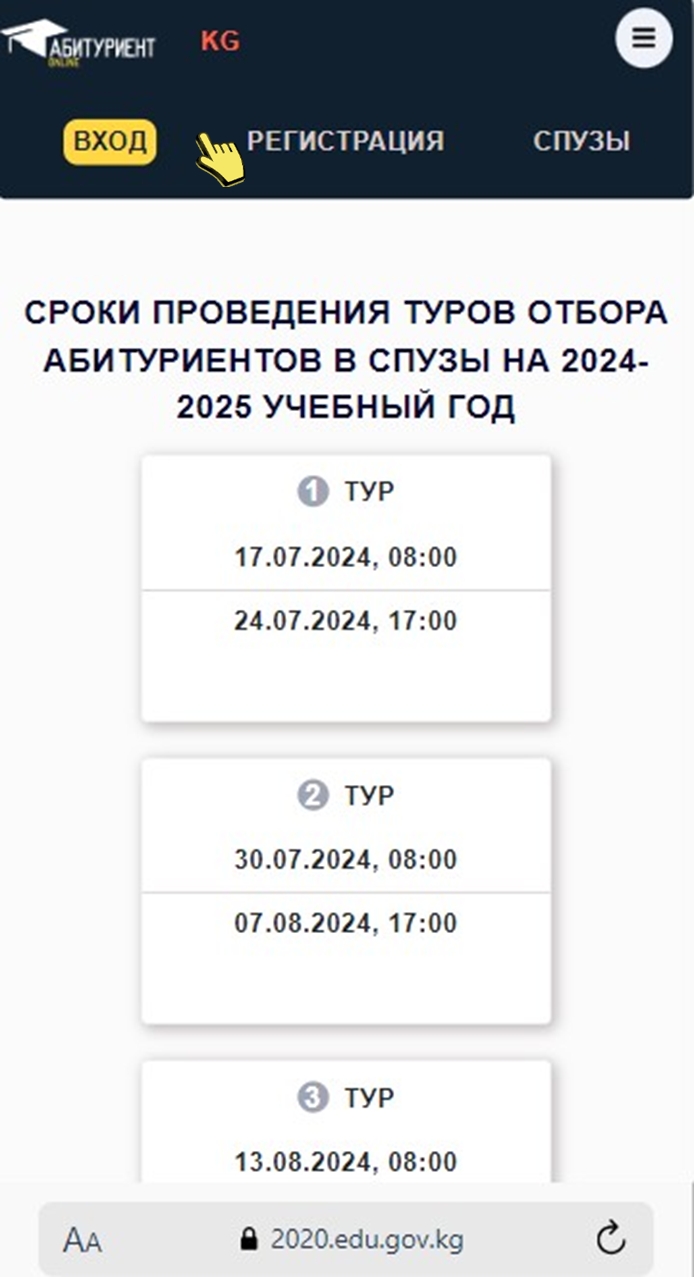 АБИТУРИЕНТ
ONLINE
KG
ВХОД РЕГИСТРАЦИЯ СПУЗЫ
СРОКИ ПРОВЕДЕНИЯ ТУРОВ ОТБОРА
АБИТУРИЕНТОВ В СПУЗЫ НА 2024-
2025 УЧЕБНЫЙ ГОД
1 ТУР
17.07.2024, 08:00
24.07.2024, 17:00
2 ТУР
30.07.2024, 08:00
07.08.2024, 17:00
3 ТУР
13.08.2024, 08:00
AA 2020.edu.gov.kg